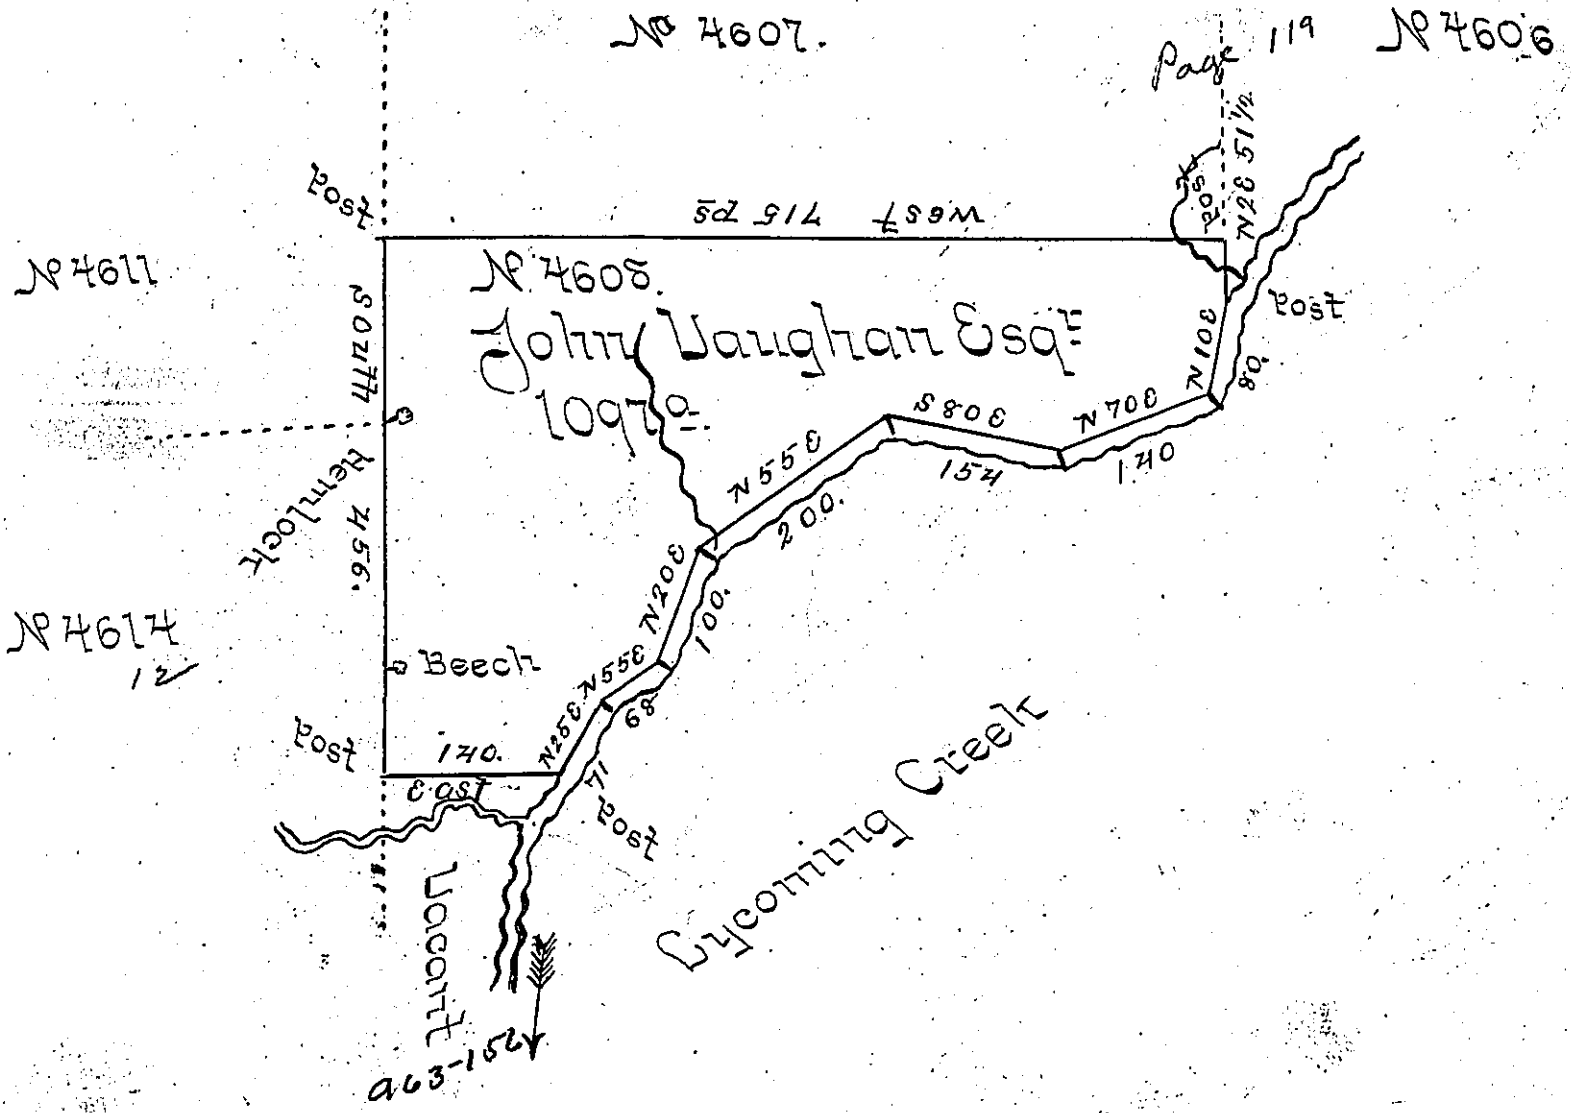 No 4607.
Page 119
No 4606
N2E 51½
Post
Post
West 715 ps
No 4611
No 4608.
John Vaughan Esqr
1097a
South 456.
Post
N10E
80.
S80E
N70E
N55E
154
140
200.
Hemlock
N20E
100.
No 4614
12
Beech
N55E
68
N25E
71
Post
140.
East
Post
Lycoming Creek
Vacant
a63-152